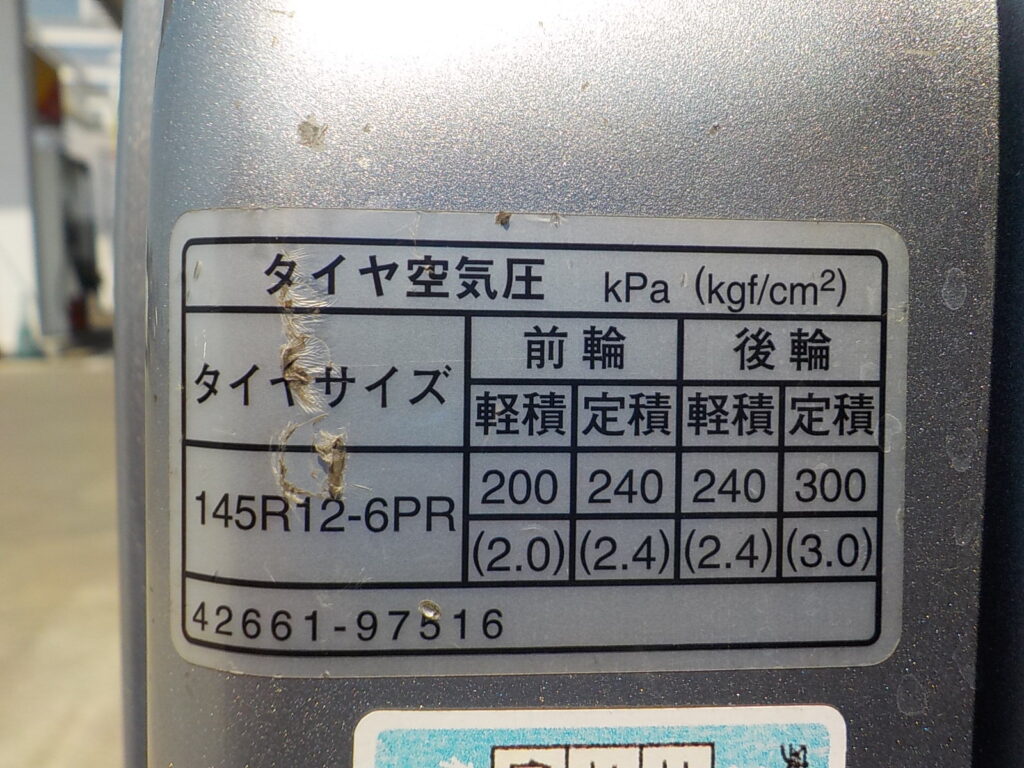 タイヤ空気圧 kPa (kgf/cm²)
タイヤサイズ 前輪 後輪
軽積 定積 軽積 定積
145R12-6PR 200 240 240 300
(2.0) (2.4) (2.4) (3.0)
42661-97516